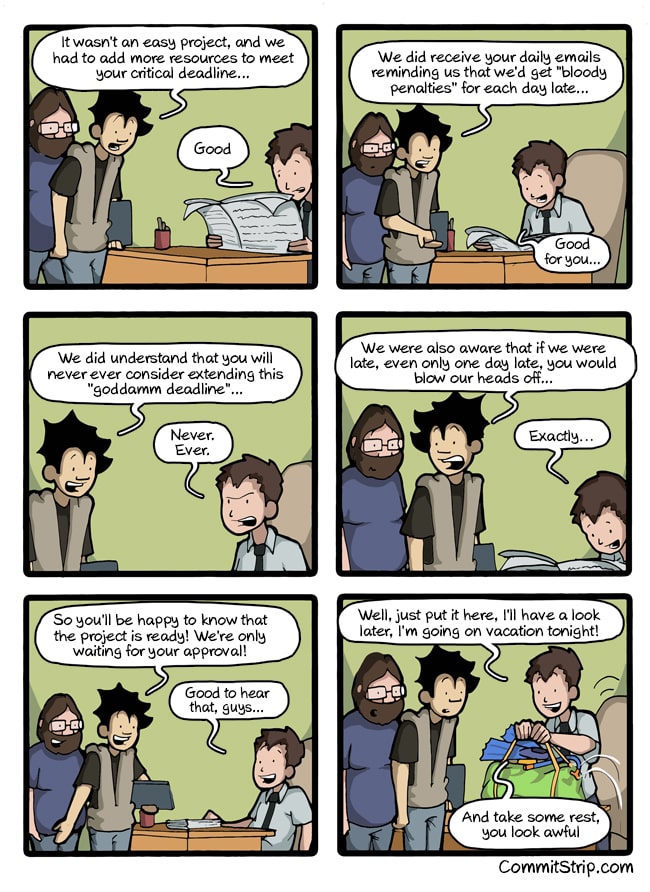 It wasn't an easy project, and we
had to add more resources to meet
your critical deadline...
Good
We did receive your daily emails
reminding us that we'd get "bloody
penalties" for each day late...
Good
for you...
We did understand that you will
never ever consider extending this
"goddamm deadline"...
Never.
Ever.
We were also aware that if we were
late, even only one day late, you would
blow our heads off...
Exactly...
So you'll be happy to know that
the project is ready! We're only
waiting for your approval!
Good to hear
that, guys...
Well, just put it here, I'll have a look
later, I'm going on vacation tonight!
And take some rest,
you look awful
CommitStrip.com